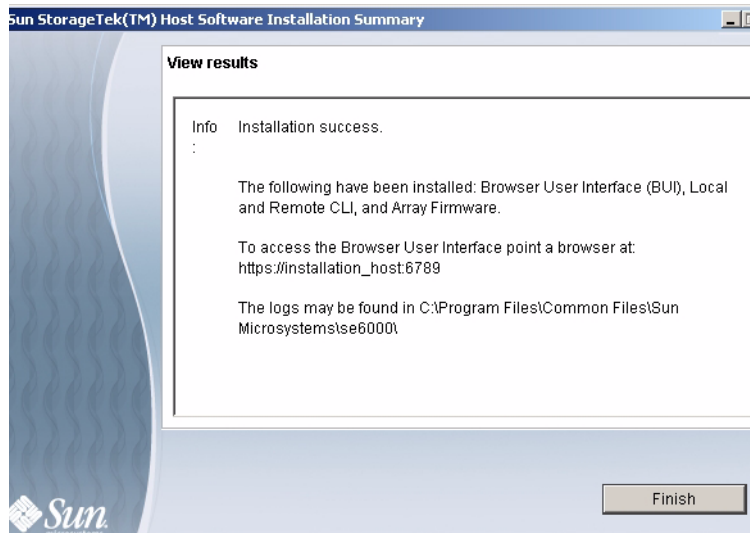 Sun StorageTek(TM) Host Software Installation Summary
View results
Info Installation success.
:
The following have been installed: Browser User Interface (BUI), Local
and Remote CLI, and Array Firmware.
To access the Browser User Interface point a browser at:
https://installation_host:6789
The logs may be found in C:\Program Files\Common Files\Sun
Microsystems\se6000\
Finish
Sun
microsystems